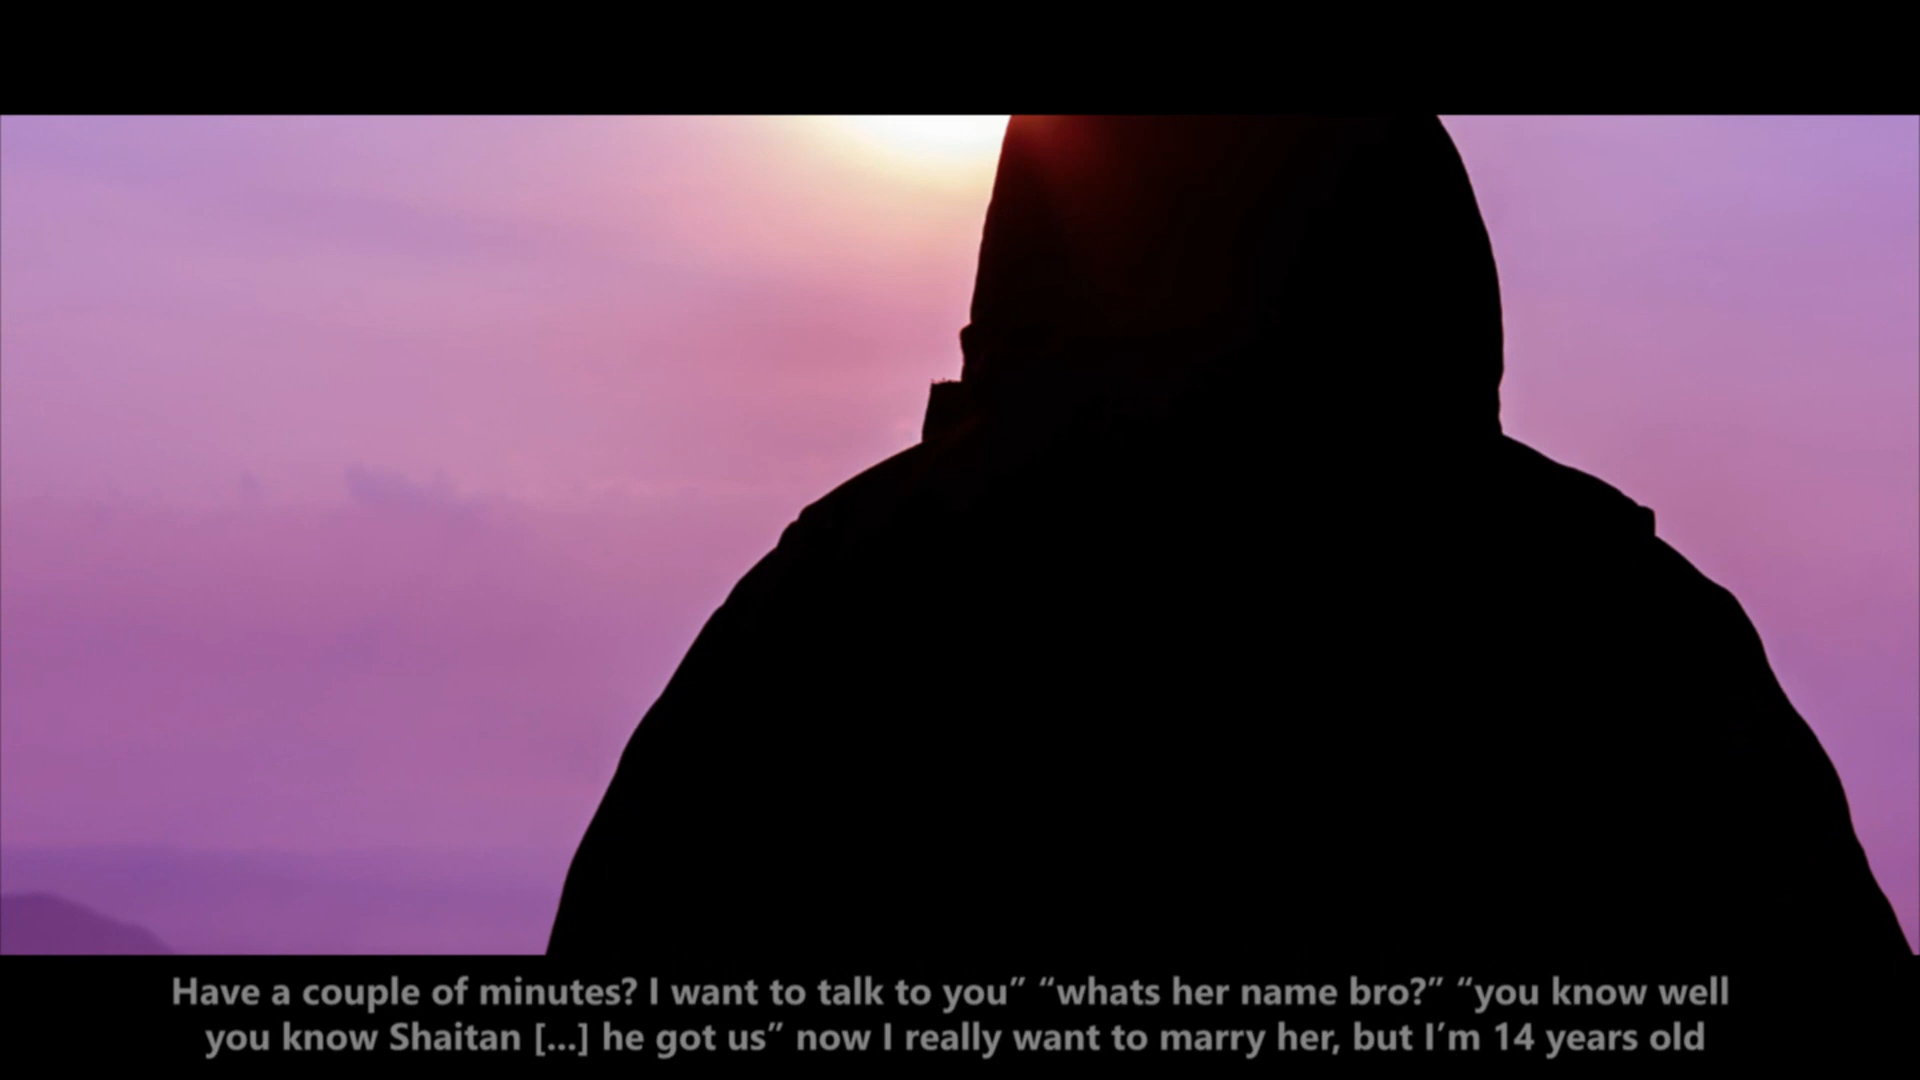 Have a couple of minutes? I want to talk to you” “whats her name bro?” “you know well
you know Shaitan [...] he got us” now I really want to marry her, but I’m 14 years old